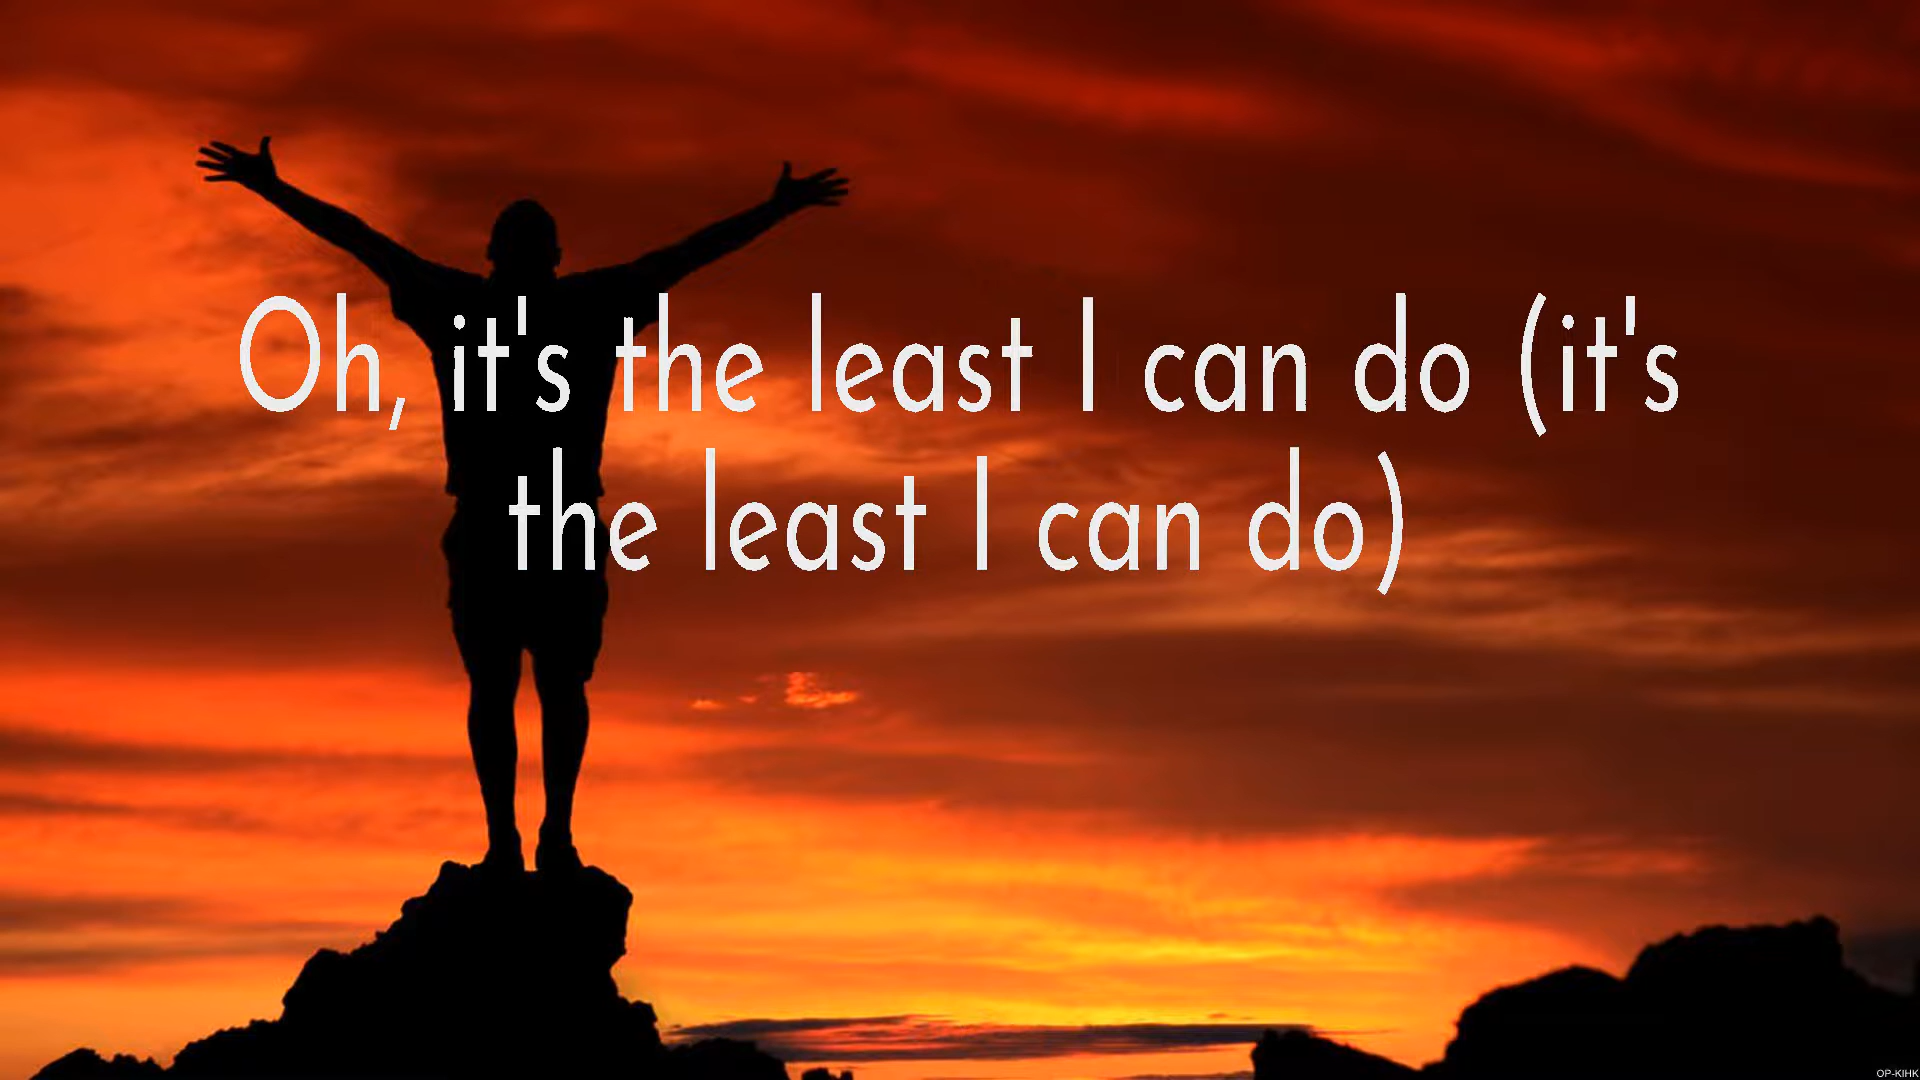 Oh, it's the least I can do (it's
the least I can do)
OP-KIHK